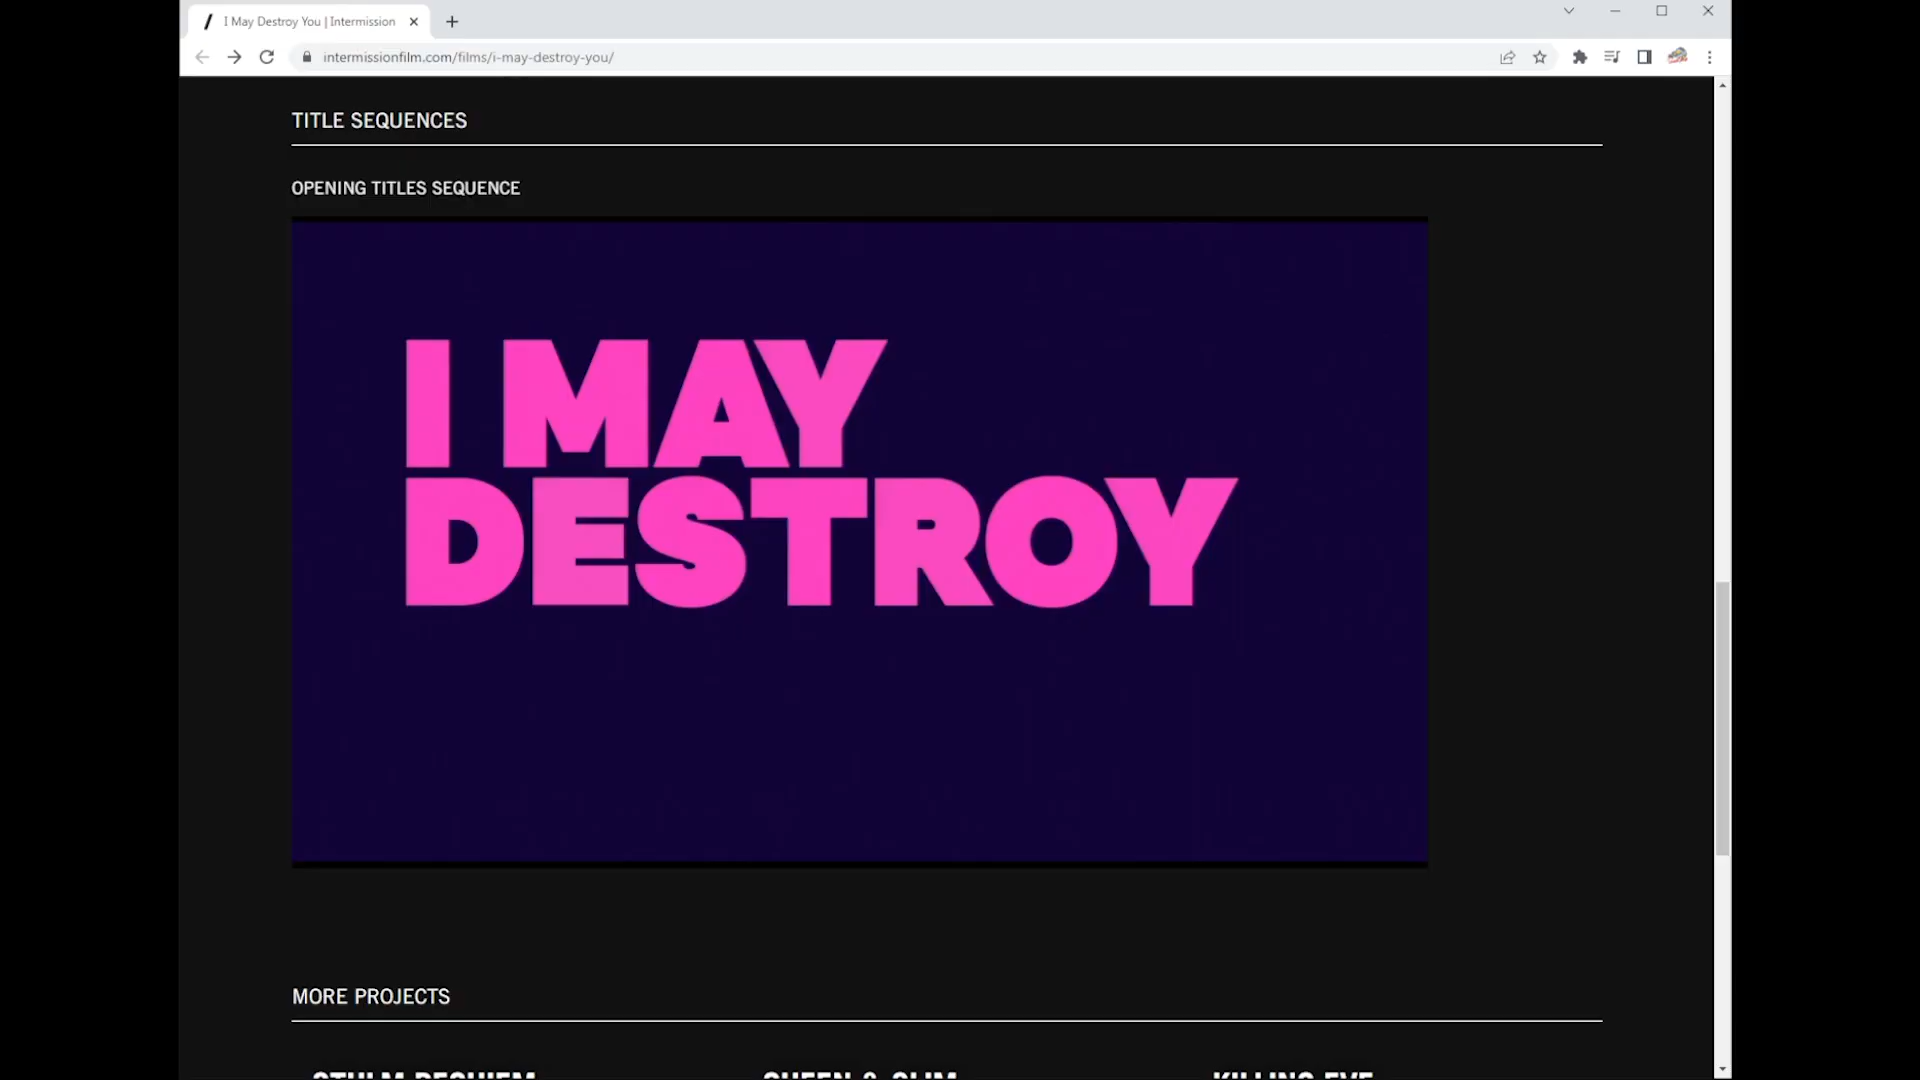 I May Destroy You | Intermission
intermissionfilm.com/films/i-may-destroy-you/
TITLE SEQUENCES
OPENING TITLES SEQUENCE
I MAY
DESTROY
MORE PROJECTS
STHLM REQUIEM QUEEN & SLIM KILLING EVE